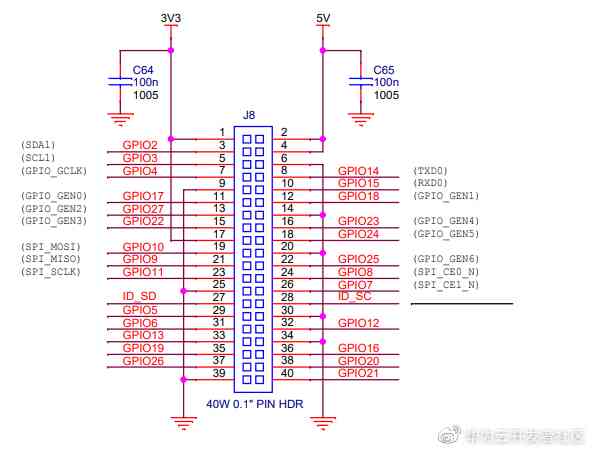 3V3 5V
C64 100n 1005
C65 100n 1005
J8
1 2
(SDA1) GPIO2 3 4
(SCL1) GPIO3 5 6
(GPIO_GCLK) GPIO4 7 8 GPIO14 (TXD0)
9 10 GPIO15 (RXD0)
(GPIO_GEN0) GPIO17 11 12 GPIO18 (GPIO_GEN1)
(GPIO_GEN2) GPIO27 13 14
(GPIO_GEN3) GPIO22 15 16 GPIO23 (GPIO_GEN4)
17 18 GPIO24 (GPIO_GEN5)
(SPI_MOSI) GPIO10 19 20
(SPI_MISO) GPIO9 21 22 GPIO25 (GPIO_GEN6)
(SPI_SCLK) GPIO11 23 24 GPIO8 (SPI_CE0_N)
25 26 GPIO7 (SPI_CE1_N)
ID_SD 27 28 ID_SC
GPIO5 29 30
GPIO6 31 32 GPIO12
GPIO13 33 34
GPIO19 35 36 GPIO16
GPIO26 37 38 GPIO20
39 40 GPIO21
40W 0.1" PIN HDR